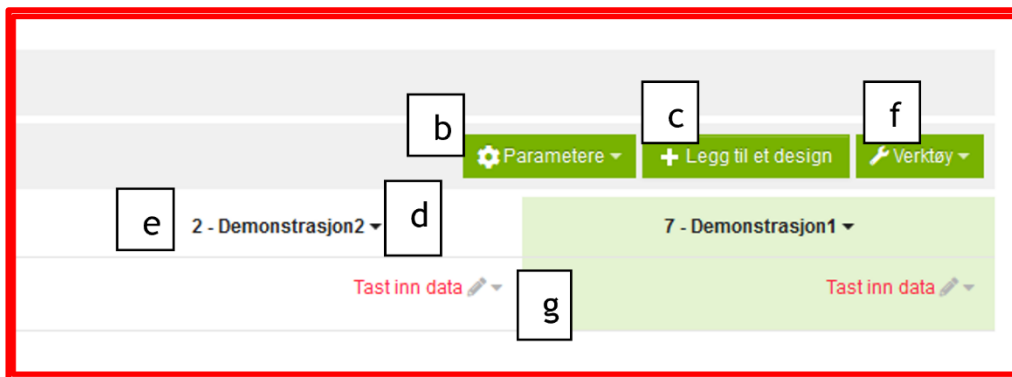 b
c
f
Parametere
Legg til et design
Verktøy
e
2 - Demonstrasjon2
d
7 - Demonstrasjon1
Tast inn data
g
Tast inn data